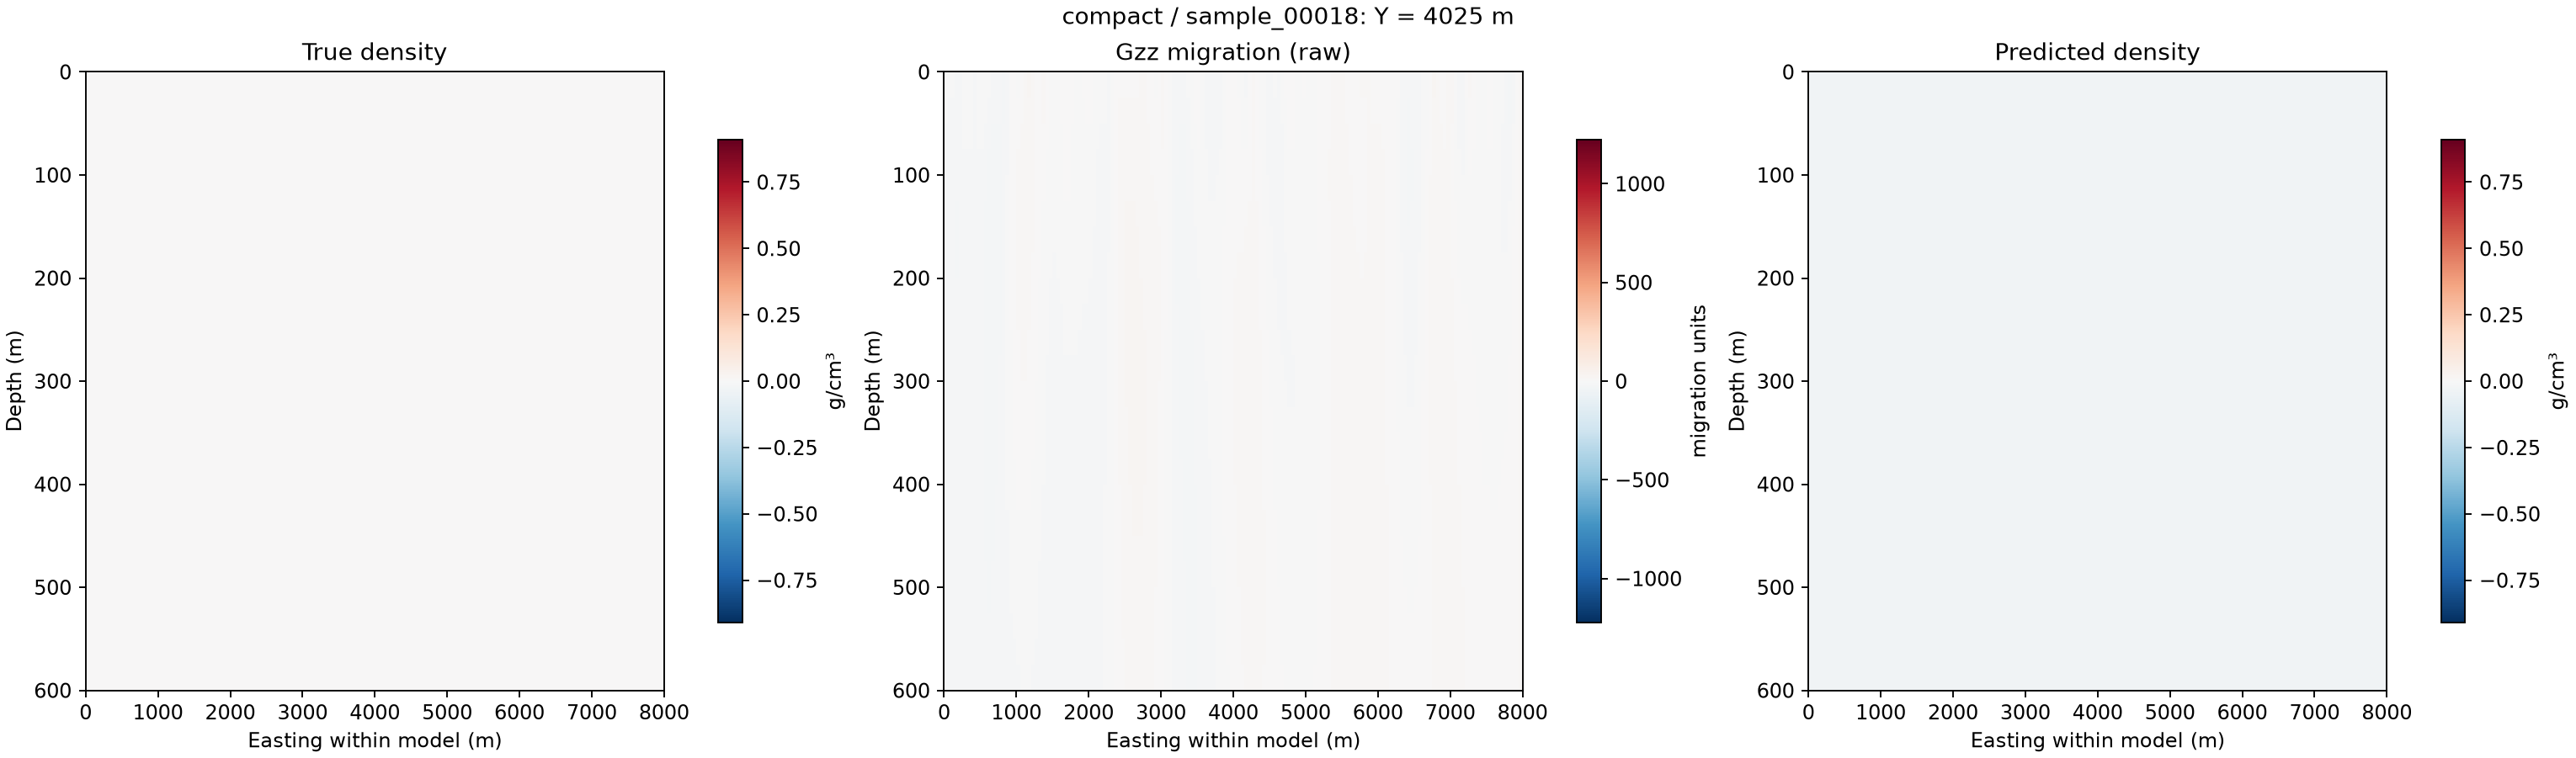 compact / sample_00018: Y = 4025 m
True density
0
100
200
300
400
500
600
Depth (m)
0 1000 2000 3000 4000 5000 6000 7000 8000
Easting within model (m)
0.75
0.50
0.25
0.00
−0.25
−0.50
−0.75
g/cm³
Gzz migration (raw)
0
100
200
300
400
500
600
Depth (m)
0 1000 2000 3000 4000 5000 6000 7000 8000
Easting within model (m)
1000
500
0
−500
−1000
migration units
Predicted density
0
100
200
300
400
500
600
Depth (m)
0 1000 2000 3000 4000 5000 6000 7000 8000
Easting within model (m)
0.75
0.50
0.25
0.00
−0.25
−0.50
−0.75
g/cm³